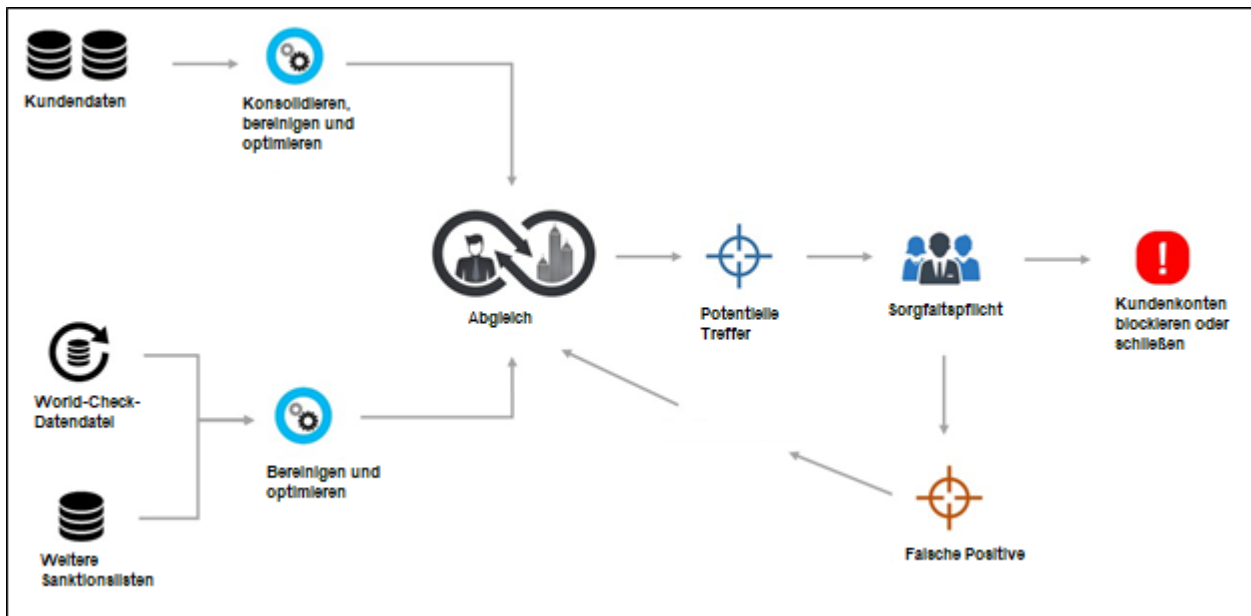 Kundendaten
Konsolidieren,
bereinigen und
optimieren
Abgleich
Potentielle
Treffer
Sorgfaltspflicht
Kundenkonten
blockieren oder
schließen
World-Check-
Datendatei
Bereinigen und
optimieren
Weitere
Sanktionslisten
Falsche Positive